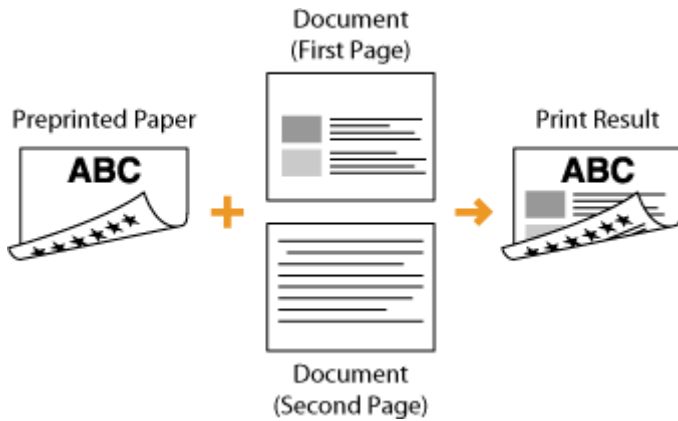 Document
(First Page)
Preprinted Paper
ABC
Print Result
ABC
Document
(Second Page)